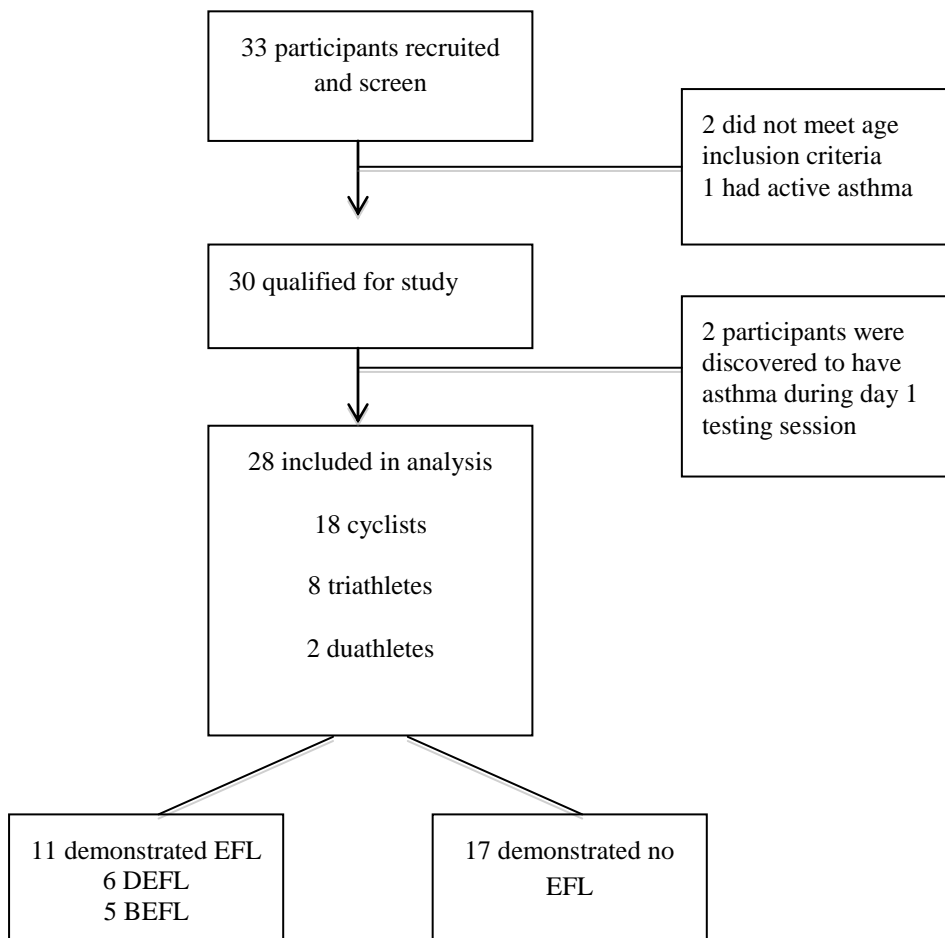 33 participants recruited
and screen
2 did not meet age
inclusion criteria
1 had active asthma
30 qualified for study
2 participants were
discovered to have
asthma during day 1
testing session
28 included in analysis
18 cyclists
8 triathletes
2 duathletes
11 demonstrated EFL
6 DEFL
5 BEFL
17 demonstrated no
EFL